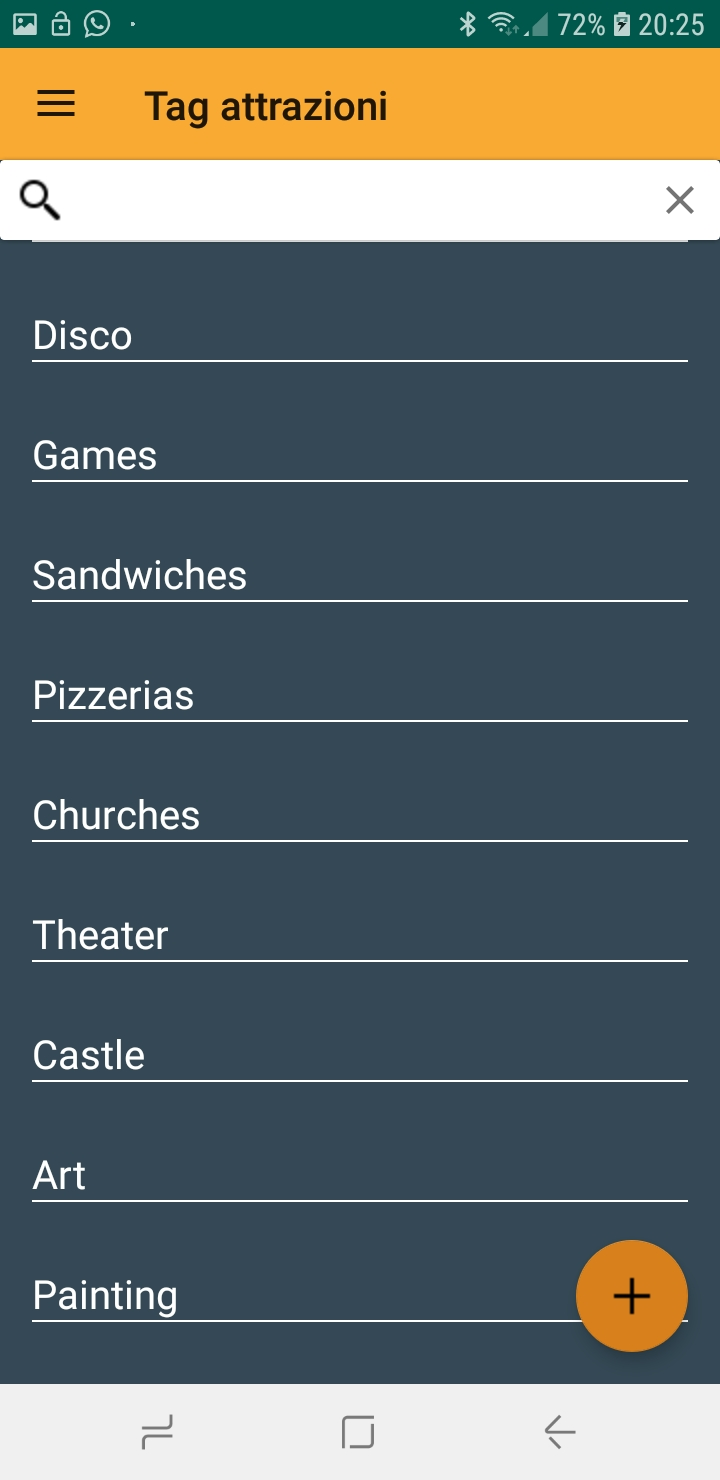 72% 20:25
Tag attrazioni
Disco
Games
Sandwiches
Pizzerias
Churches
Theater
Castle
Art
Painting